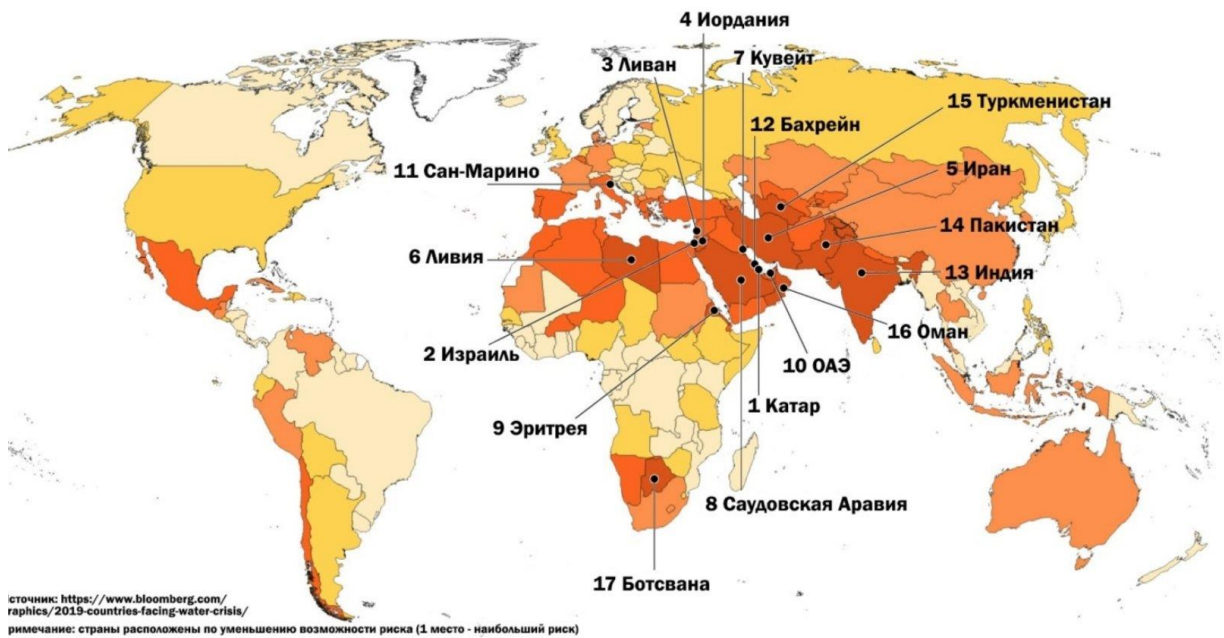 4 Иордания
3 Ливан
7 Кувейт
15 Туркменистан
12 Бахрейн
11 Сан-Марино
5 Иран
14 Пакистан
6 Ливия
13 Индия
16 Оман
2 Израиль
10 ОАЭ
1 Катар
9 Эритрея
8 Саудовская Аравия
17 Ботсвана
сточник: https://www.bloomberg.com/
raphics/2019-countries-facing-water-crisis/
римечание: страны расположены по уменьшению возможности риска (1 место - наибольший риск)